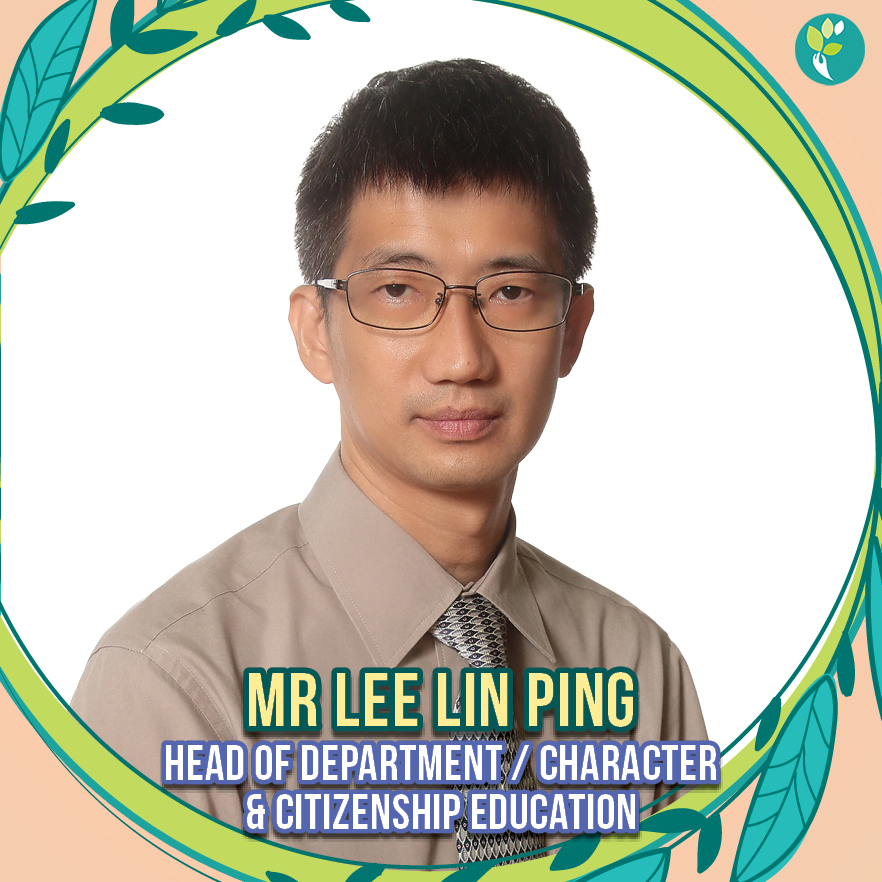 MR LEE LIN PING
HEAD OF DEPARTMENT / CHARACTER
& CITIZENSHIP EDUCATION